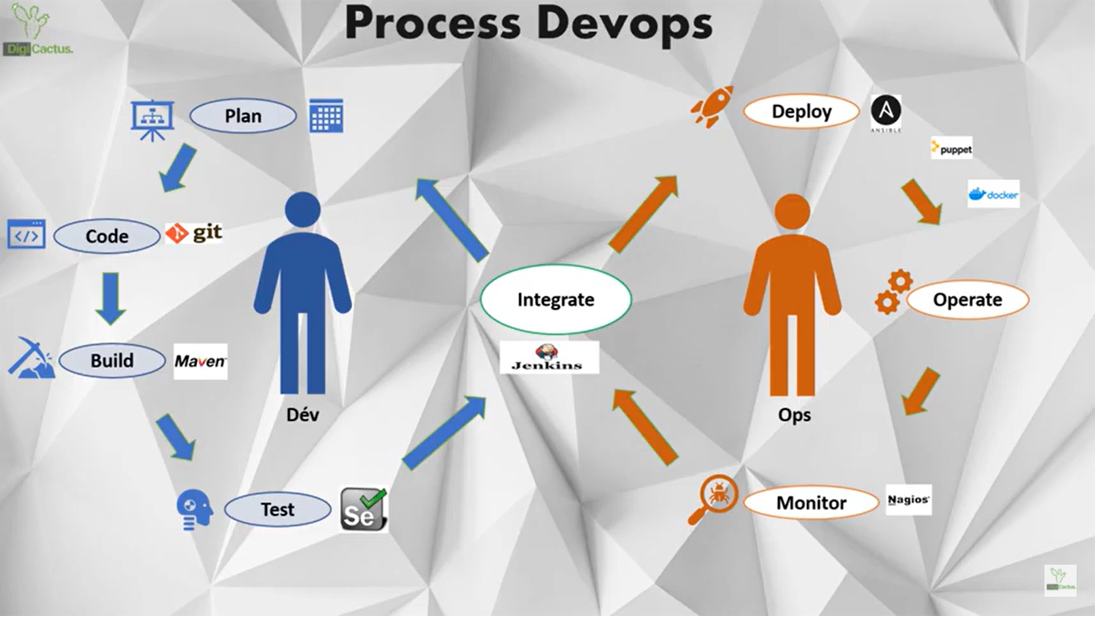 Process Devops
DigiCactus.
Plan
Code
git
Build
Maven
Dév
Test
Se
Integrate
Jenkins
Deploy
ANSIBLE
puppet
docker
Operate
Ops
Monitor
Nagios